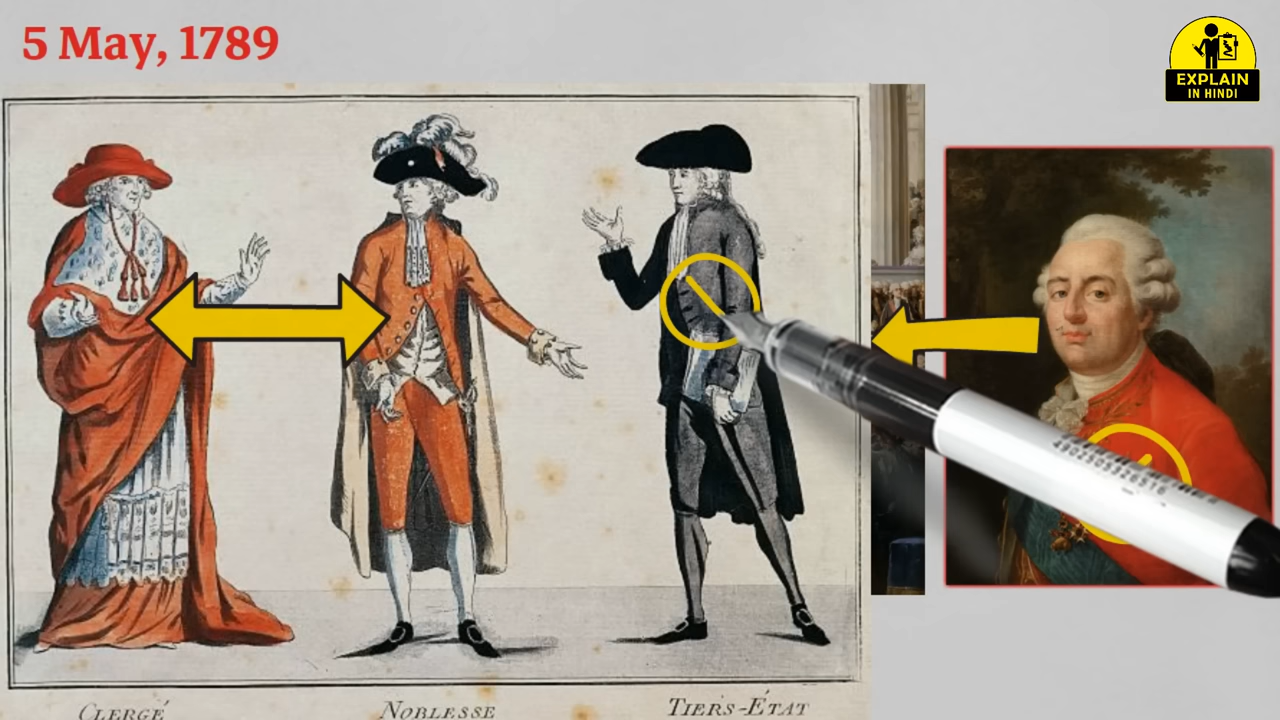 5 May, 1789
EXPLAIN
IN HINDI
CLERGÉ
NOBLESSE
TIERS-ÉTAT